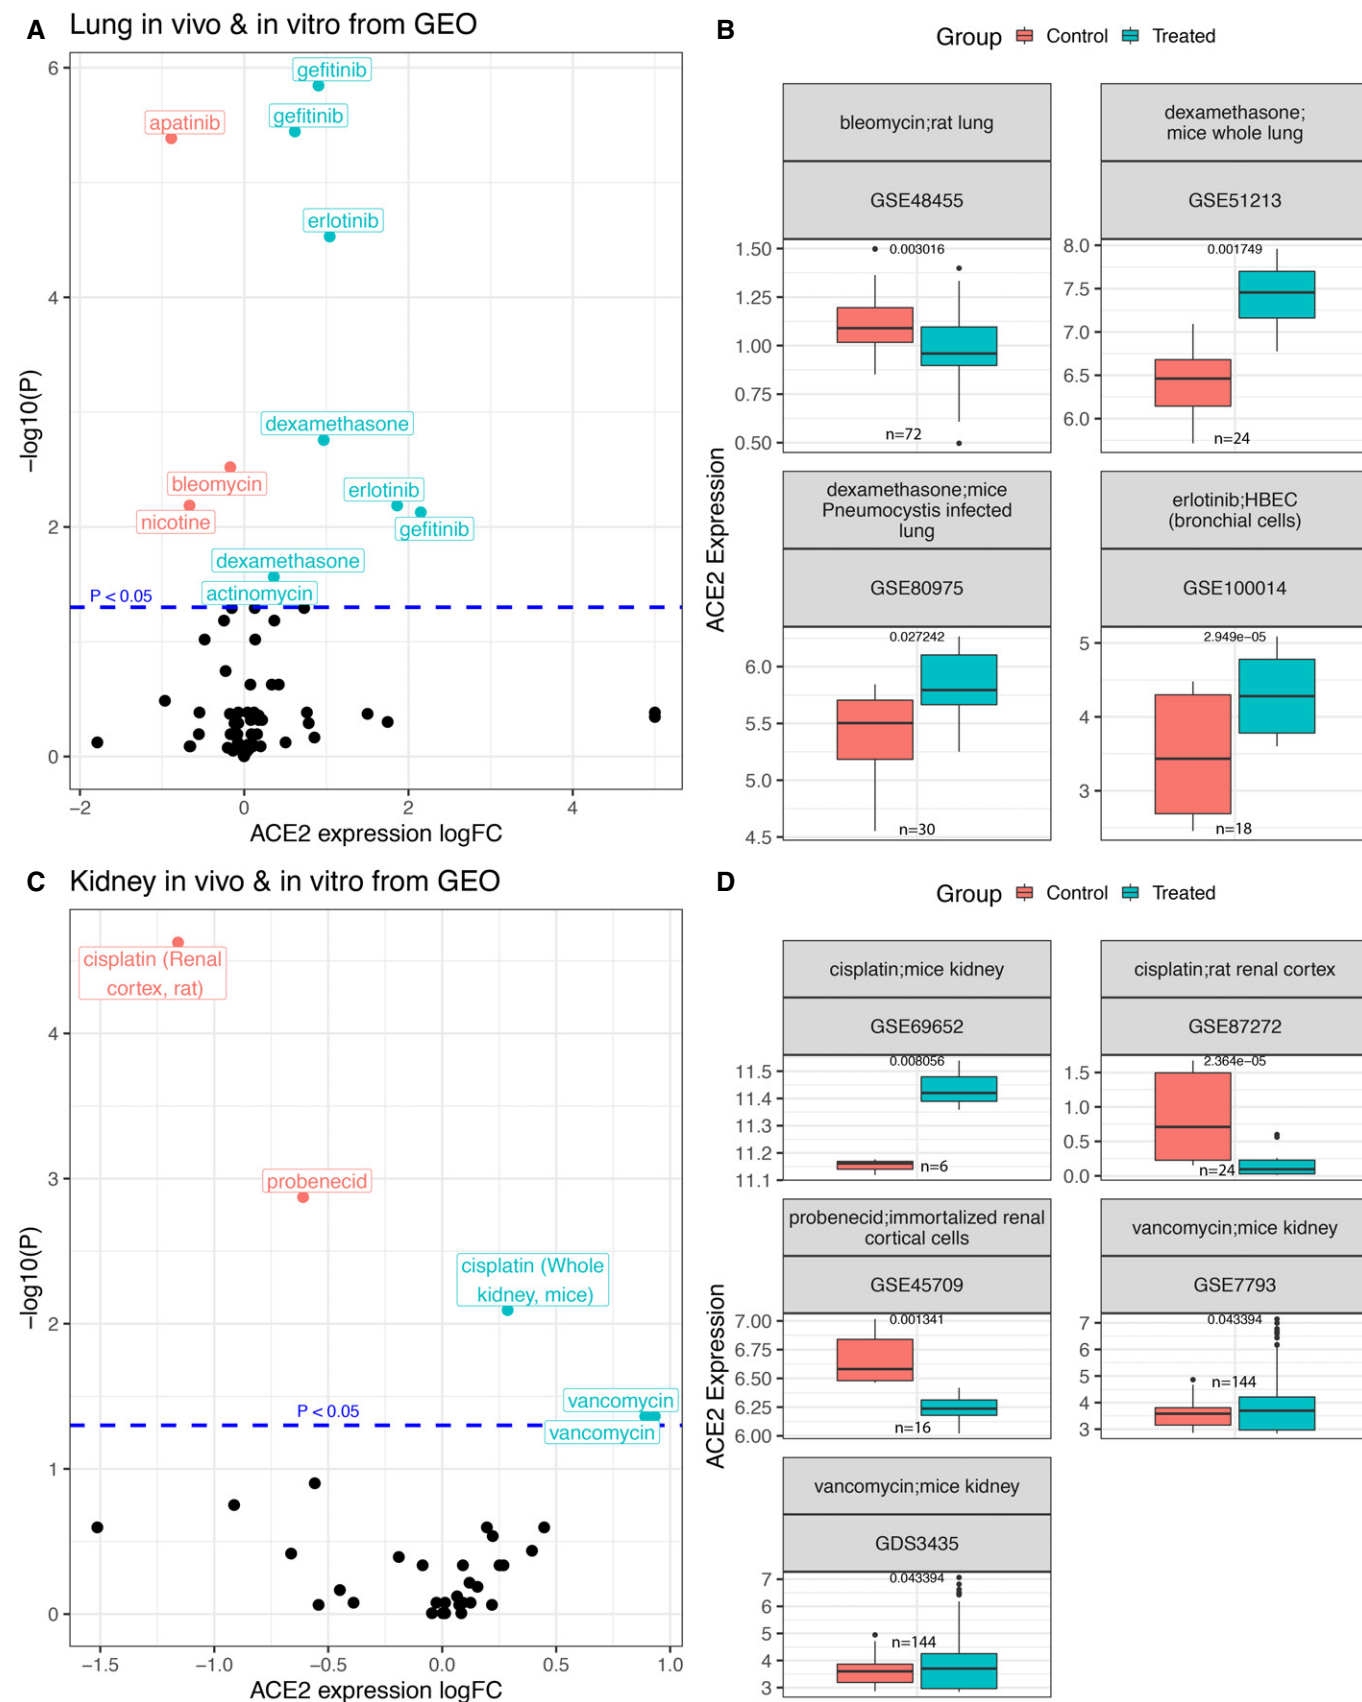 A Lung in vivo & in vitro from GEO
6
4
2
0
−log10(P)
gefitinib
gefitinib
apatinib
erlotinib
dexamethasone
bleomycin
nicotine
erlotinib
gefitinib
dexamethasone
actinomycin
P < 0.05
−2
0
2
4
ACE2 expression logFC
B
Group Control Treated
ACE2 Expression
bleomycin;rat lung
GSE48455
0.003016
1.50
1.25
1.00
0.75
0.50
n=72
dexamethasone;
mice whole lung
GSE51213
0.001749
8.0
7.5
7.0
6.5
6.0
n=24
dexamethasone;mice
Pneumocystis infected
lung
GSE80975
0.027242
6.0
5.5
5.0
4.5
n=30
erlotinib;HBEC
(bronchial cells)
GSE100014
2.949e−05
5
4
3
n=18
C Kidney in vivo & in vitro from GEO
4
3
2
1
0
−log10(P)
cisplatin (Renal
cortex, rat)
probenecid
cisplatin (Whole
kidney, mice)
vancomycin
vancomycin
P < 0.05
−1.5
−1.0
−0.5
0.0
0.5
1.0
ACE2 expression logFC
D
Group Control Treated
ACE2 Expression
cisplatin;mice kidney
GSE69652
0.008056
11.5
11.4
11.3
11.2
11.1
n=6
cisplatin;rat renal cortex
GSE87272
2.364e−05
1.5
1.0
0.5
0.0
n=24
probenecid;immortalized renal
cortical cells
GSE45709
0.001341
7.00
6.75
6.50
6.25
6.00
n=16
vancomycin;mice kidney
GSE7793
0.043394
7
6
5
4
3
n=144
vancomycin;mice kidney
GDS3435
0.043394
7
6
5
4
3
n=144